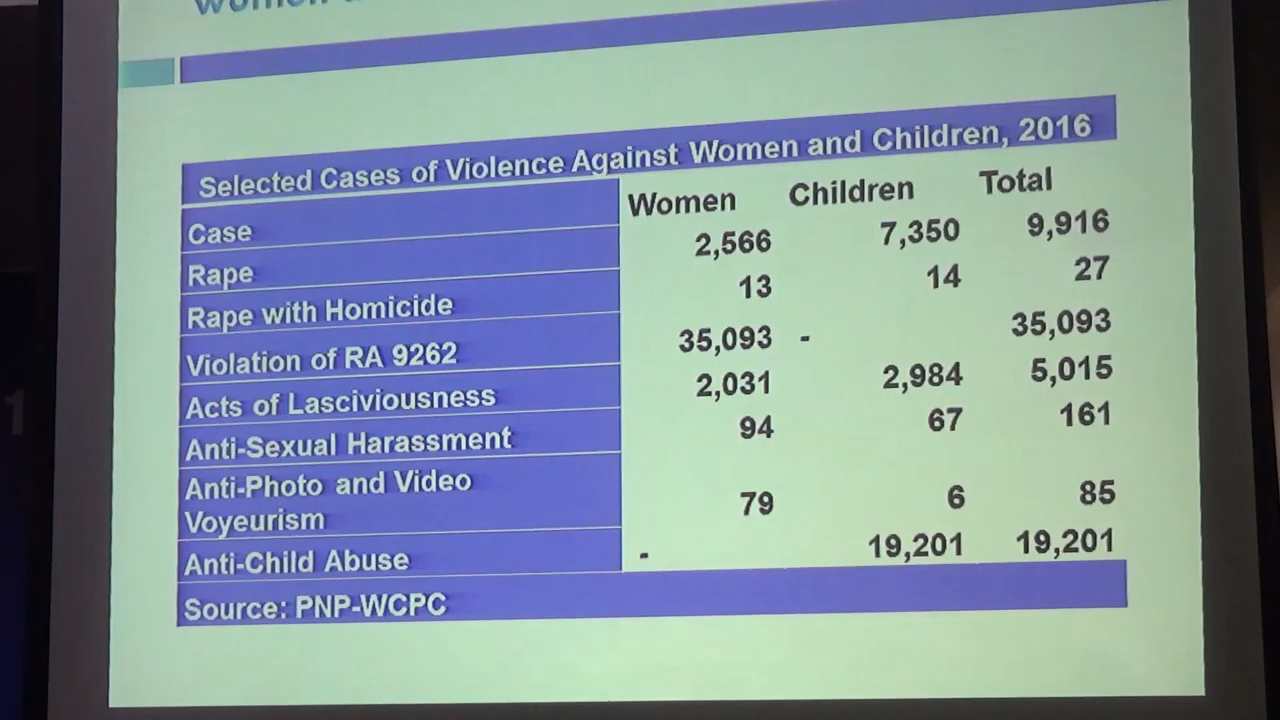 Selected Cases of Violence Against Women and Children, 2016
Case Women Children Total
Rape 2,566 7,350 9,916
Rape with Homicide 13 14 27
Violation of RA 9262 35,093 - 35,093
Acts of Lasciviousness 2,031 2,984 5,015
Anti-Sexual Harassment 94 67 161
Anti-Photo and Video
Voyeurism 79 6 85
Anti-Child Abuse - 19,201 19,201
Source: PNP-WCPC
1